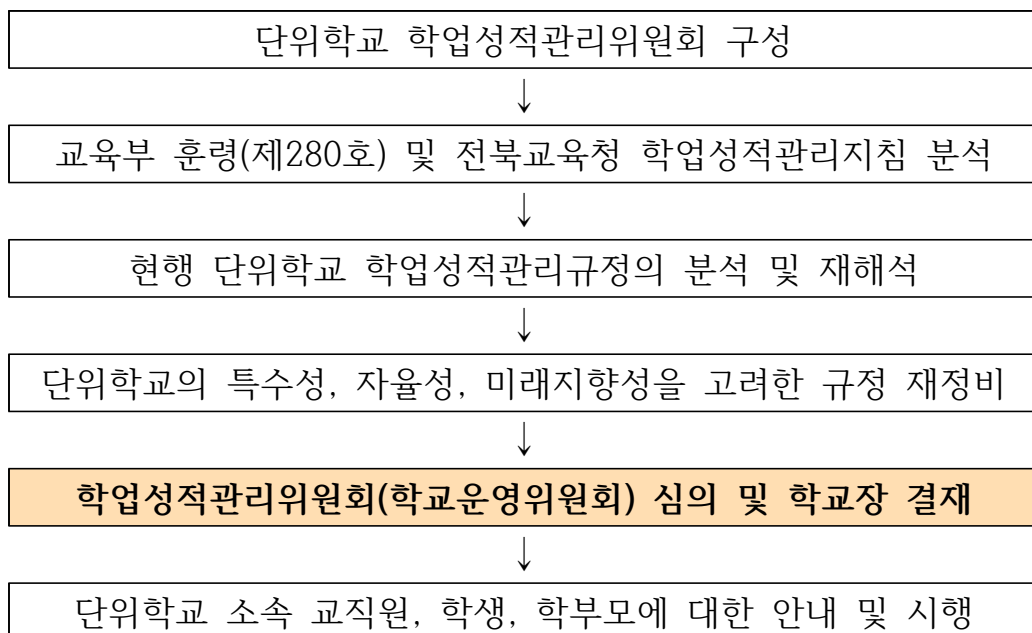 단위학교 학업성적관리위원회 구성
↓
교육부 훈령(제280호) 및 전북교육청 학업성적관리지침 분석
↓
현행 단위학교 학업성적관리규정의 분석 및 재해석
↓
단위학교의 특수성, 자율성, 미래지향성을 고려한 규정 재정비
↓
학업성적관리위원회(학교운영위원회) 심의 및 학교장 결재
↓
단위학교 소속 교직원, 학생, 학부모에 대한 안내 및 시행